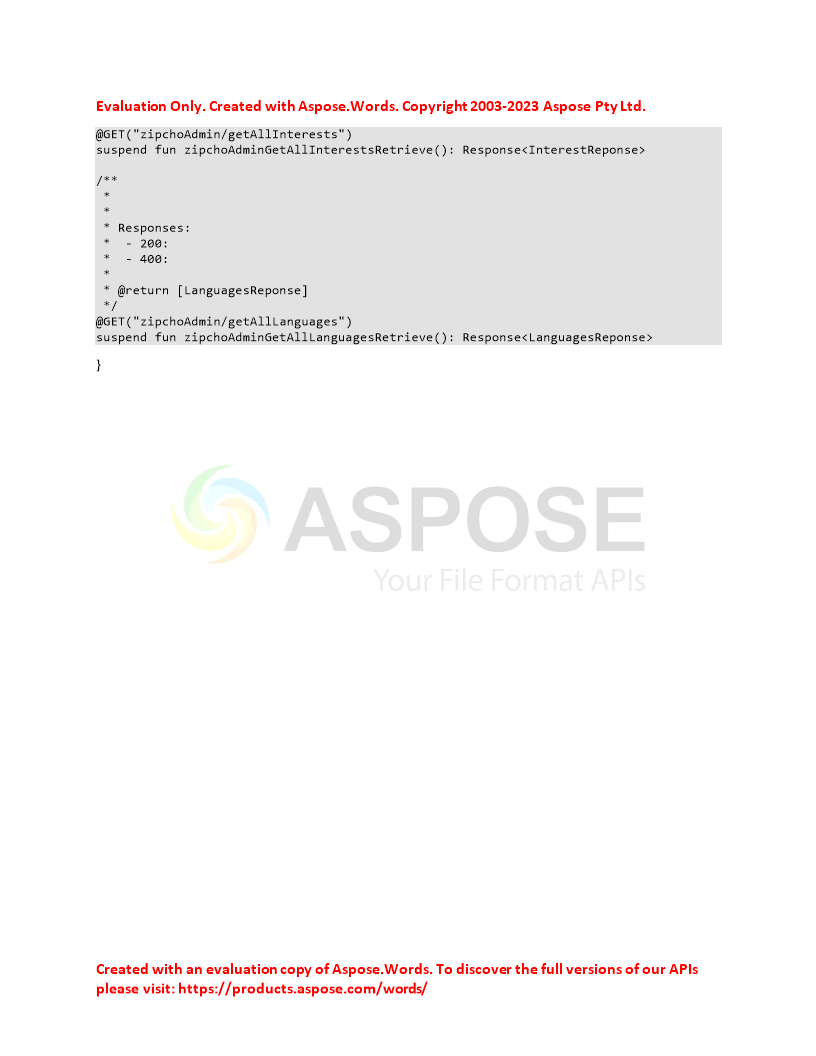 Evaluation Only. Created with Aspose.Words. Copyright 2003-2023 Aspose Pty Ltd.
@GET("zipchoAdmin/getAllInterests")
suspend fun zipchoAdminGetAllInterestsRetrieve(): Response<InterestReponse>
/**
 *
 *
 * Responses:
 *  - 200:
 *  - 400:
 *
 * @return [LanguagesReponse]
 */
@GET("zipchoAdmin/getAllLanguages")
suspend fun zipchoAdminGetAllLanguagesRetrieve(): Response<LanguagesReponse>
}
ASPOSE
Your File Format APIs
Created with an evaluation copy of Aspose.Words. To discover the full versions of our APIs
please visit: https://products.aspose.com/words/